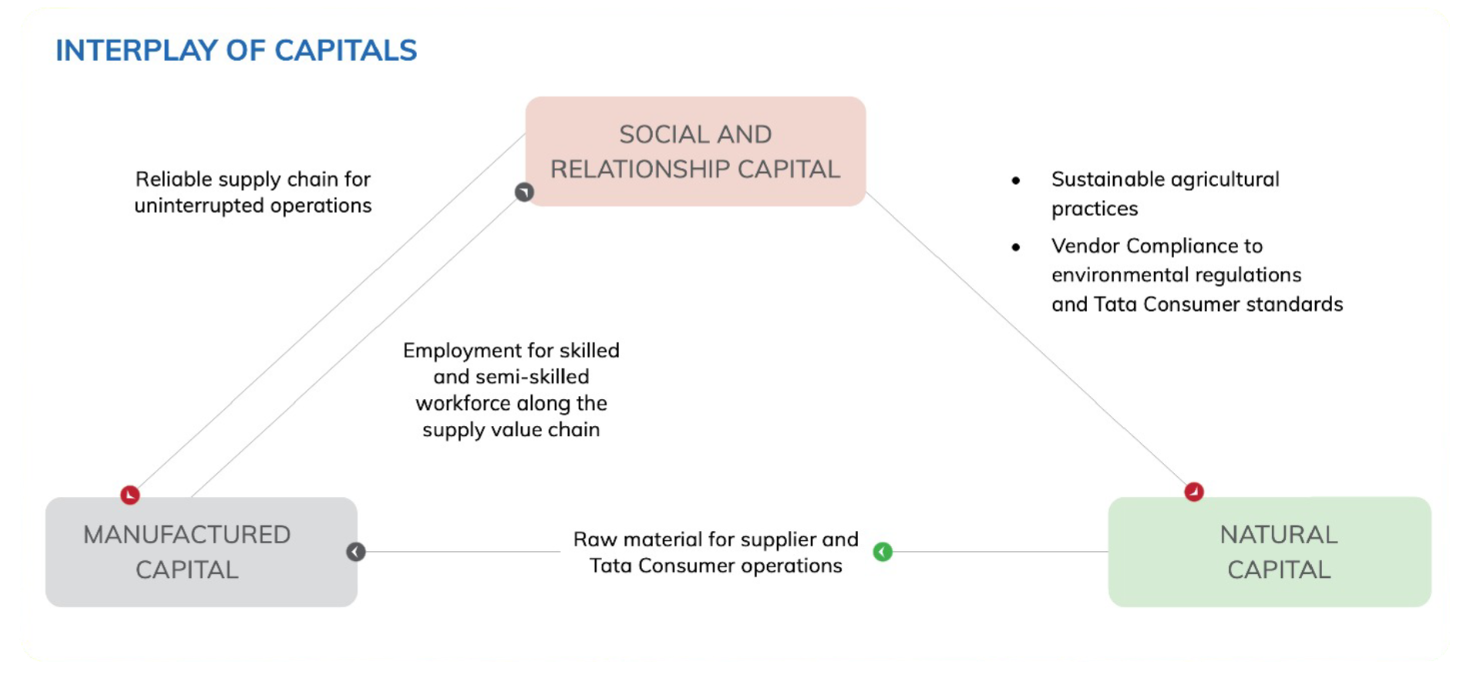 INTERPLAY OF CAPITALS
SOCIAL AND
RELATIONSHIP CAPITAL
Reliable supply chain for
uninterrupted operations
• Sustainable agricultural
practices
• Vendor Compliance to
environmental regulations
and Tata Consumer standards
Employment for skilled
and semi-skilled
workforce along the
supply value chain
MANUFACTURED
CAPITAL
Raw material for supplier and
Tata Consumer operations
NATURAL
CAPITAL